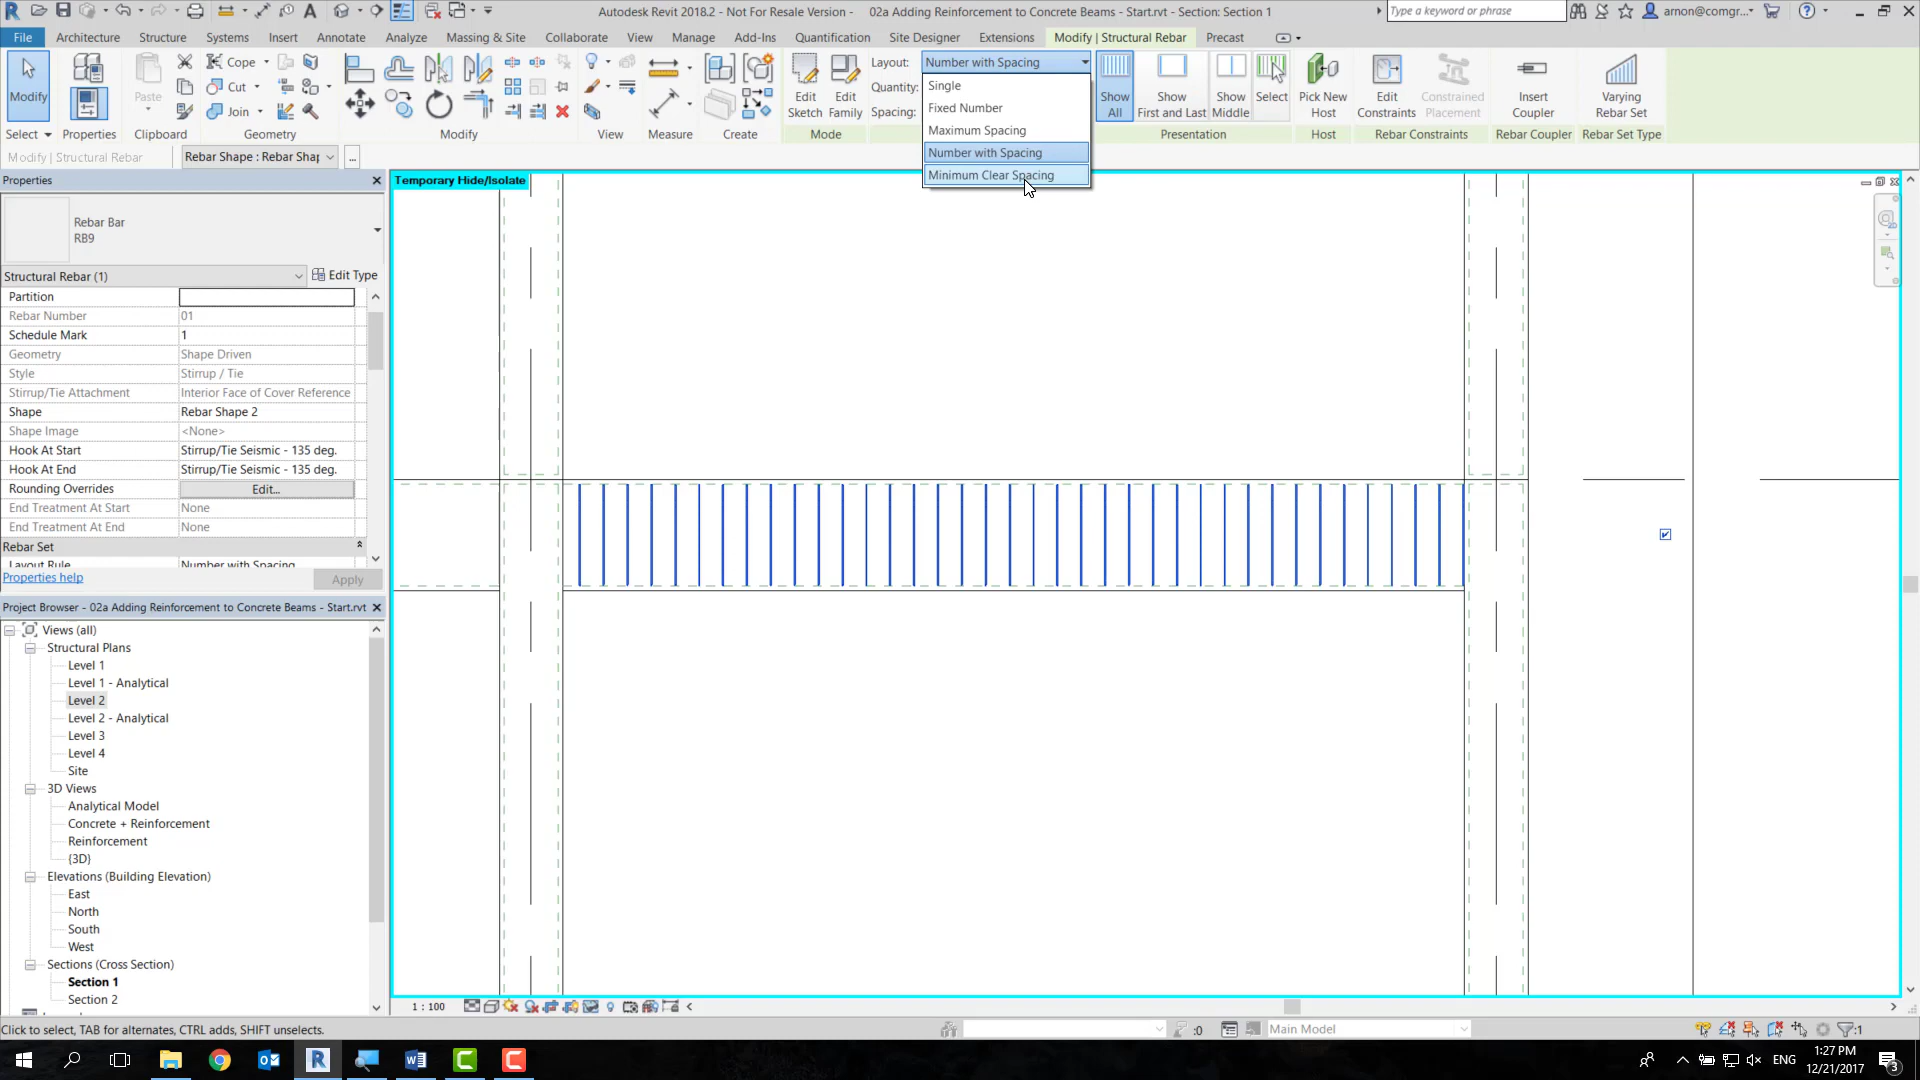 Autodesk Revit 2018.2 - Not For Resale Version - 02a Adding Reinforcement to Concrete Beams - Start.rvt - Section: Section 1
Type a keyword or phrase
arnon@comgr...
File Architecture Structure Systems Insert Annotate Analyze Massing & Site Collaborate View Manage Add-Ins Quantification Site Designer Extensions Modify | Structural Rebar Precast
Modify
Select
Properties
Paste
Clipboard
Cope
Cut
Join
Geometry
Modify
View
Measure
Create
Edit Sketch
Edit Family
Mode
Layout: Number with Spacing
Quantity:
Spacing:
Single
Fixed Number
Maximum Spacing
Number with Spacing
Minimum Clear Spacing
Show All
Show First and Last
Show Middle
Select
Presentation
Pick New Host
Host
Edit Constraints
Constrained Placement
Rebar Constraints
Insert Coupler
Rebar Coupler
Varying Rebar Set
Rebar Set Type
Modify | Structural Rebar
Rebar Shape : Rebar Shap
...
Properties
Rebar Bar
RB9
Structural Rebar (1)
Edit Type
Partition
Rebar Number 01
Schedule Mark 1
Geometry Shape Driven
Style Stirrup / Tie
Stirrup/Tie Attachment Interior Face of Cover Reference
Shape Rebar Shape 2
Shape Image <None>
Hook At Start Stirrup/Tie Seismic - 135 deg.
Hook At End Stirrup/Tie Seismic - 135 deg.
Rounding Overrides Edit...
End Treatment At Start None
End Treatment At End None
Rebar Set
Layout Rule Number with Spacing
Properties help
Apply
Project Browser - 02a Adding Reinforcement to Concrete Beams - Start.rvt
Views (all)
Structural Plans
Level 1
Level 1 - Analytical
Level 2
Level 2 - Analytical
Level 3
Level 4
Site
3D Views
Analytical Model
Concrete + Reinforcement
Reinforcement
{3D}
Elevations (Building Elevation)
East
North
South
West
Sections (Cross Section)
Section 1
Section 2
Temporary Hide/Isolate
1 : 100
Click to select, TAB for alternates, CTRL adds, SHIFT unselects.
:0
Main Model
:1
ENG
1:27 PM
12/21/2017
3